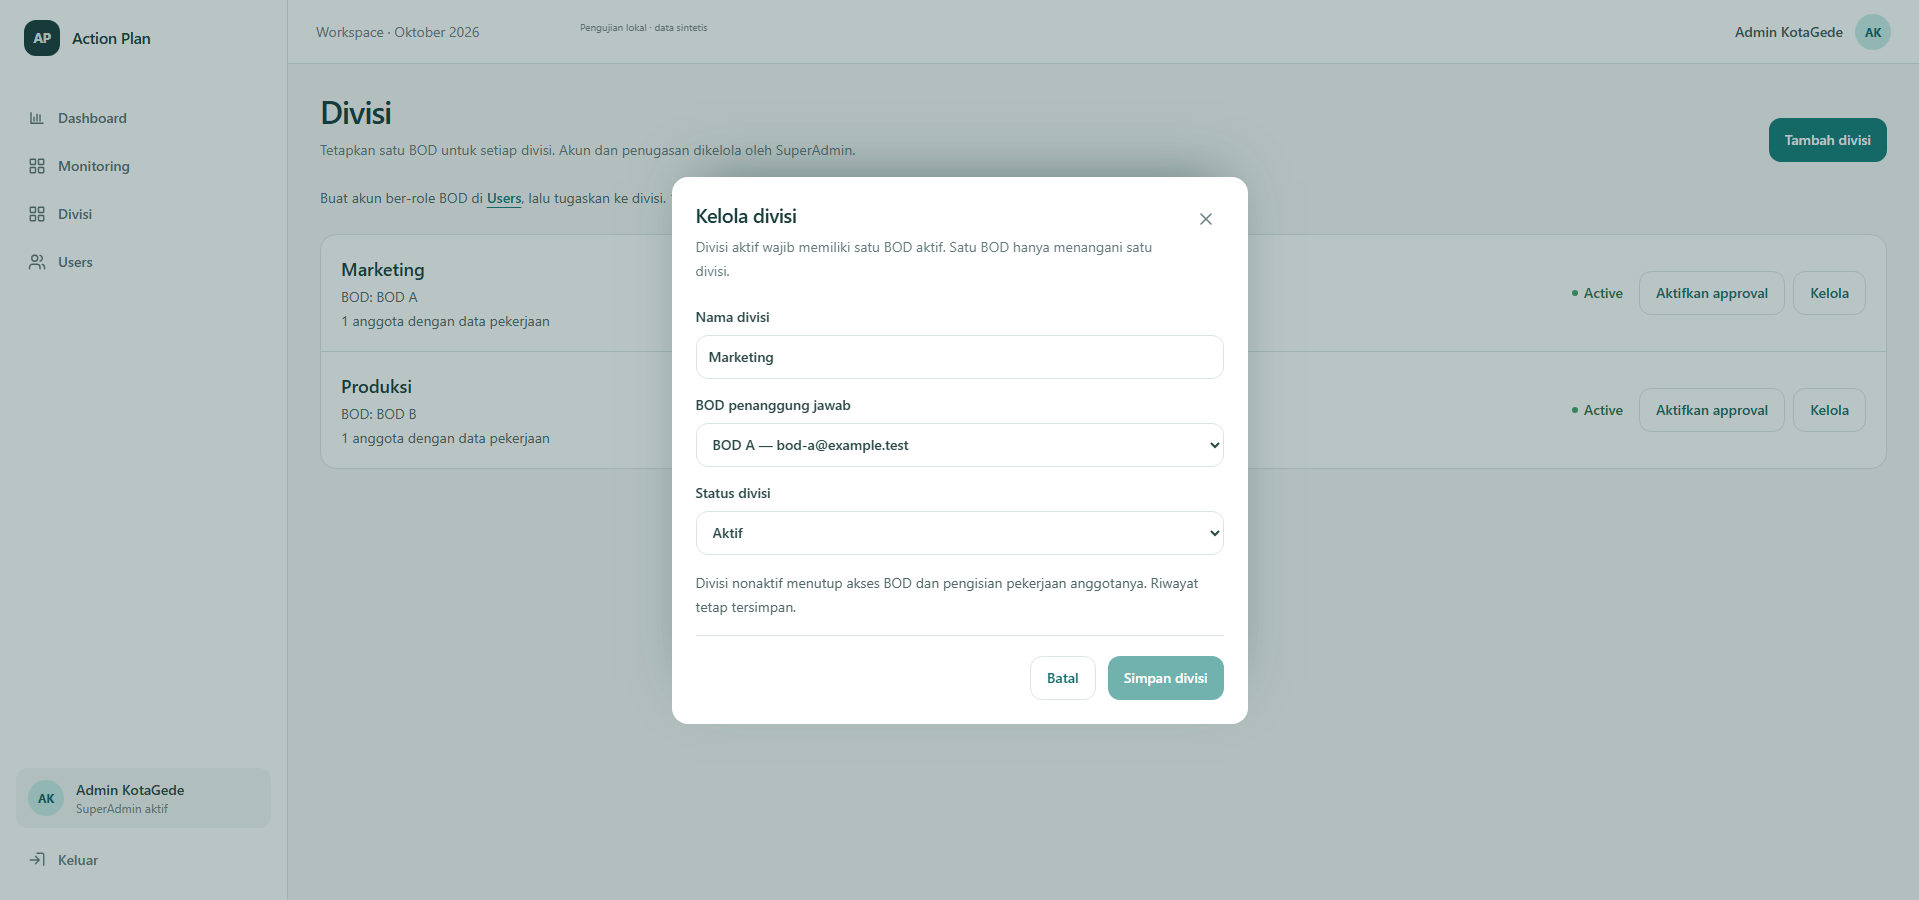 AP Action Plan
Workspace · Oktober 2026
Pengujian lokal · data sintetis
Admin KotaGede AK
Dashboard
Monitoring
Divisi
Users
Divisi
Tetapkan satu BOD untuk setiap divisi. Akun dan penugasan dikelola oleh SuperAdmin.
Tambah divisi
Buat akun ber-role BOD di Users, lalu tugaskan ke divisi.
Marketing
BOD: BOD A
1 anggota dengan data pekerjaan
Active Aktifkan approval Kelola
Produksi
BOD: BOD B
1 anggota dengan data pekerjaan
Active Aktifkan approval Kelola
Kelola divisi
Divisi aktif wajib memiliki satu BOD aktif. Satu BOD hanya menangani satu
divisi.
Nama divisi
Marketing
BOD penanggung jawab
BOD A — bod-a@example.test
Status divisi
Aktif
Divisi nonaktif menutup akses BOD dan pengisian pekerjaan anggotanya. Riwayat
tetap tersimpan.
Batal Simpan divisi
AK Admin KotaGede
SuperAdmin aktif
Keluar